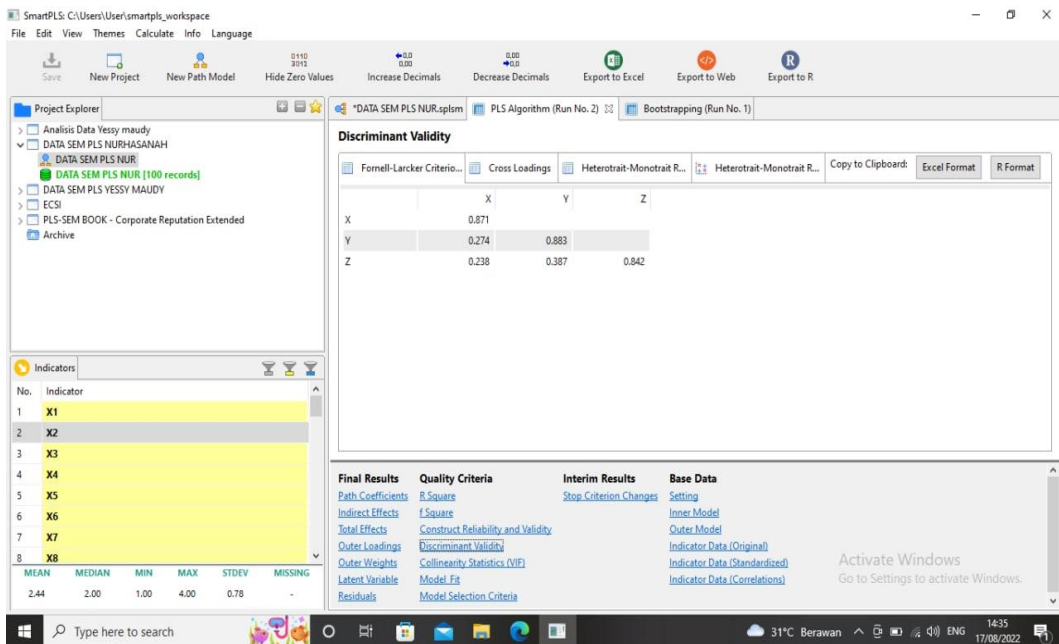 SmartPLS: C:\Users\User\smartpls_workspace
File Edit View Themes Calculate Info Language
Save New Project New Path Model Hide Zero Values Increase Decimals Decrease Decimals Export to Excel Export to Web Export to R
Project Explorer
Analisis Data Yessy maudy
DATA SEM PLS NURHASANAH
DATA SEM PLS NUR
DATA SEM PLS NUR [100 records]
DATA SEM PLS YESSY MAUDY
ECSI
PLS-SEM BOOK - Corporate Reputation Extended
Archive
Indicators
No. Indicator
1 X1
2 X2
3 X3
4 X4
5 X5
6 X6
7 X7
8 X8
MEAN MEDIAN MIN MAX STDEV MISSING
2.44 2.00 1.00 4.00 0.78 -
*DATA SEM PLS NUR.splsm PLS Algorithm (Run No. 2) Bootstrapping (Run No. 1)
Discriminant Validity
Fornell-Larcker Criterio... Cross Loadings Heterotrait-Monotrait R... Heterotrait-Monotrait R... Copy to Clipboard: Excel Format R Format
X Y Z
X 0.871
Y 0.274 0.883
Z 0.238 0.387 0.842
Final Results Quality Criteria Interim Results Base Data
Path Coefficients R Square Stop Criterion Changes Setting
Indirect Effects f Square Inner Model
Total Effects Construct Reliability and Validity Outer Model
Outer Loadings Discriminant Validity Indicator Data (Original)
Outer Weights Collinearity Statistics (VIF) Indicator Data (Standardized)
Latent Variable Model_Fit Indicator Data (Correlations)
Residuals Model Selection Criteria
Activate Windows
Go to Settings to activate Windows.
Type here to search
31°C Berawan ENG 14:35
17/08/2022